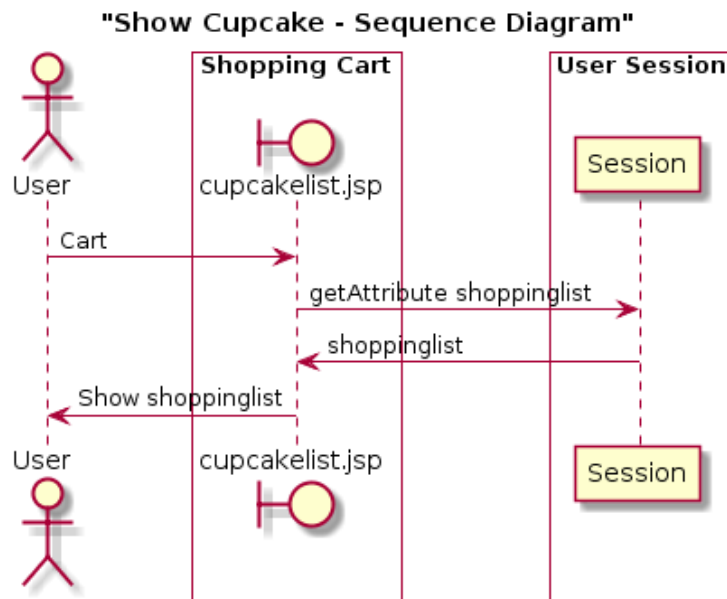 "Show Cupcake - Sequence Diagram"
Shopping Cart
User Session
User
cupcakelist.jsp
Session
Cart
getAttribute shoppinglist
shoppinglist
Show shoppinglist
User
cupcakelist.jsp
Session